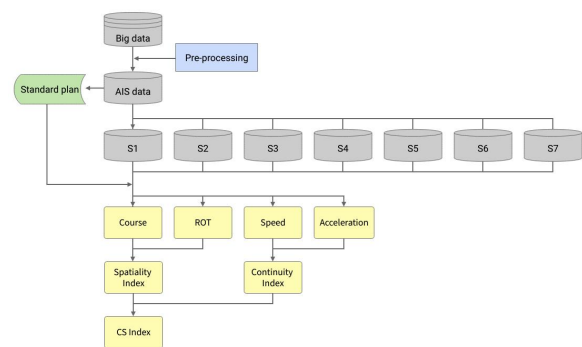 Big data
Pre-processing
Standard plan
AIS data
S1
S2
S3
S4
S5
S6
S7
Course
ROT
Speed
Acceleration
Spatiality
Index
Continuity
Index
CS Index